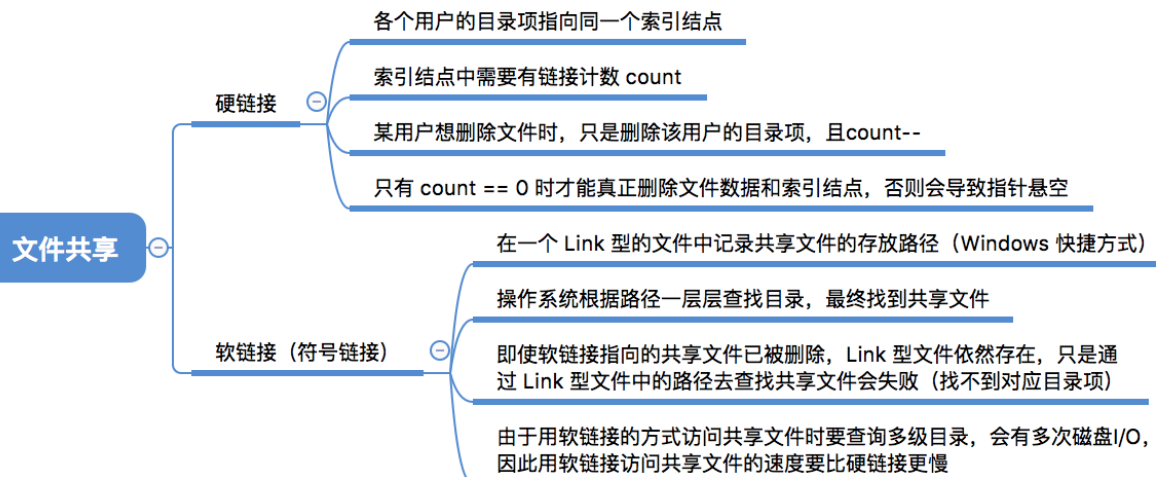 各个用户的目录项指向同一个索引结点
索引结点中需要有链接计数 count
硬链接
某用户想删除文件时，只是删除该用户的目录项，且count--
只有 count == 0 时才能真正删除文件数据和索引结点，否则会导致指针悬空
文件共享
在一个 Link 型的文件中记录共享文件的存放路径（Windows 快捷方式）
操作系统根据路径一层层查找目录，最终找到共享文件
软链接（符号链接）
即使软链接指向的共享文件已被删除，Link 型文件依然存在，只是通
过 Link 型文件中的路径去查找共享文件会失败（找不到对应目录项）
由于用软链接的方式访问共享文件时要查询多级目录，会有多次磁盘I/O，
因此用软链接访问共享文件的速度要比硬链接更慢